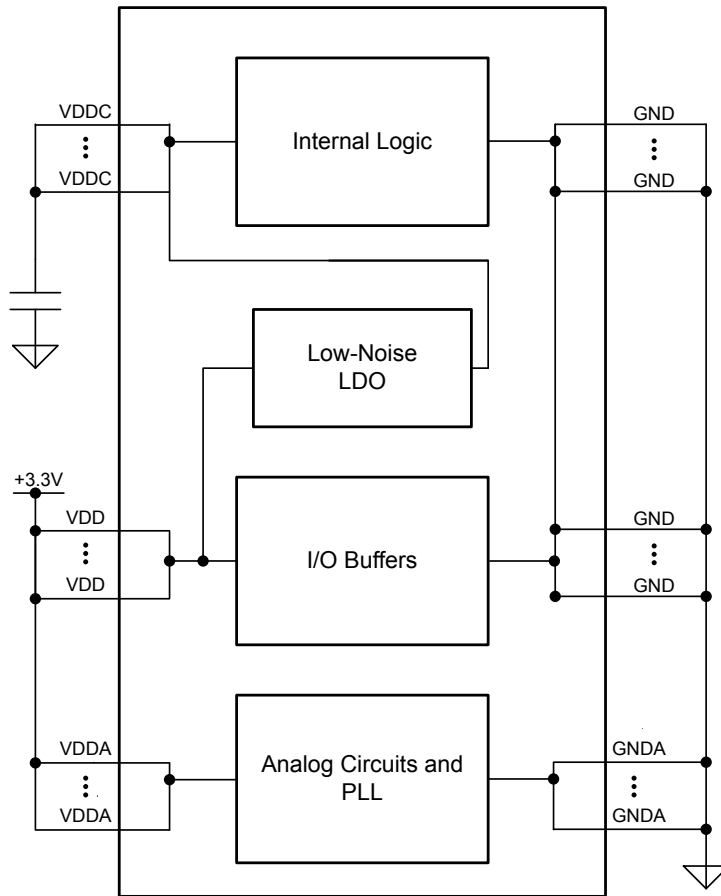 VDDC
Internal Logic
GND
VDDC
GND
Low-Noise
LDO
+3.3V
VDD
GND
I/O Buffers
VDD
GND
VDDA
GNDA
Analog Circuits and
PLL
VDDA
GNDA